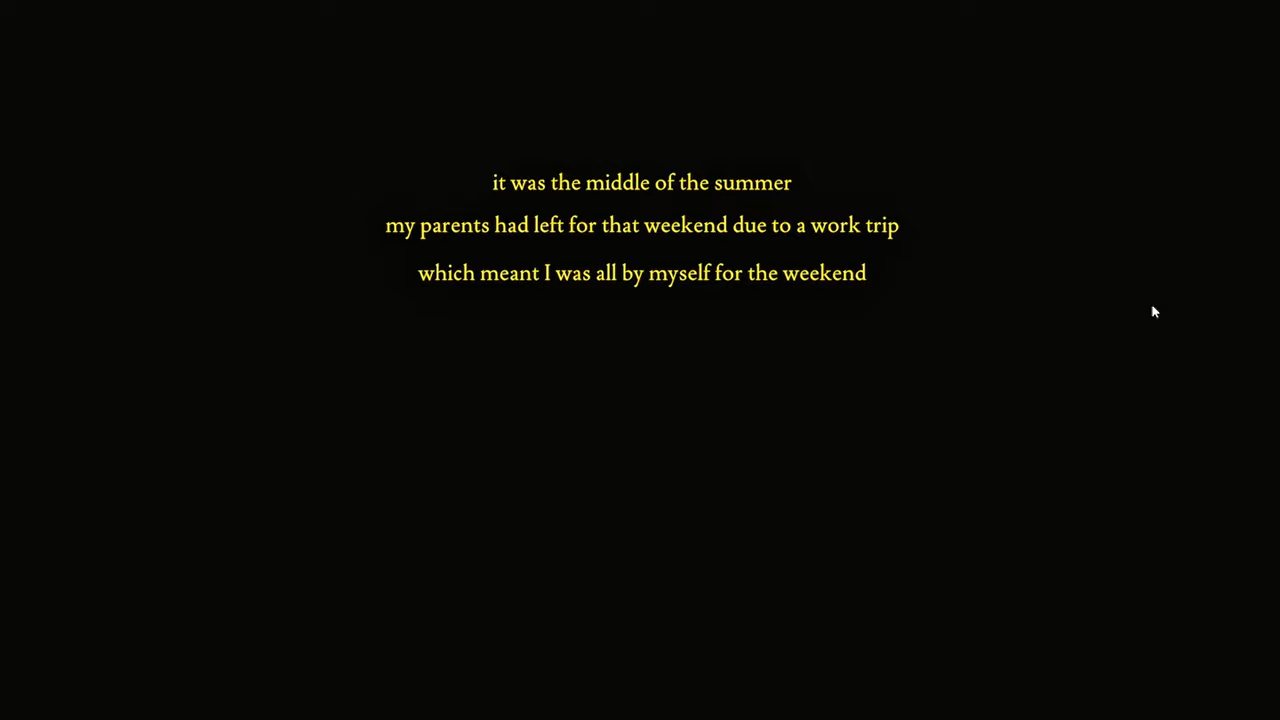 it was the middle of the summer
my parents had left for that weekend due to a work trip
which meant I was all by myself for the weekend